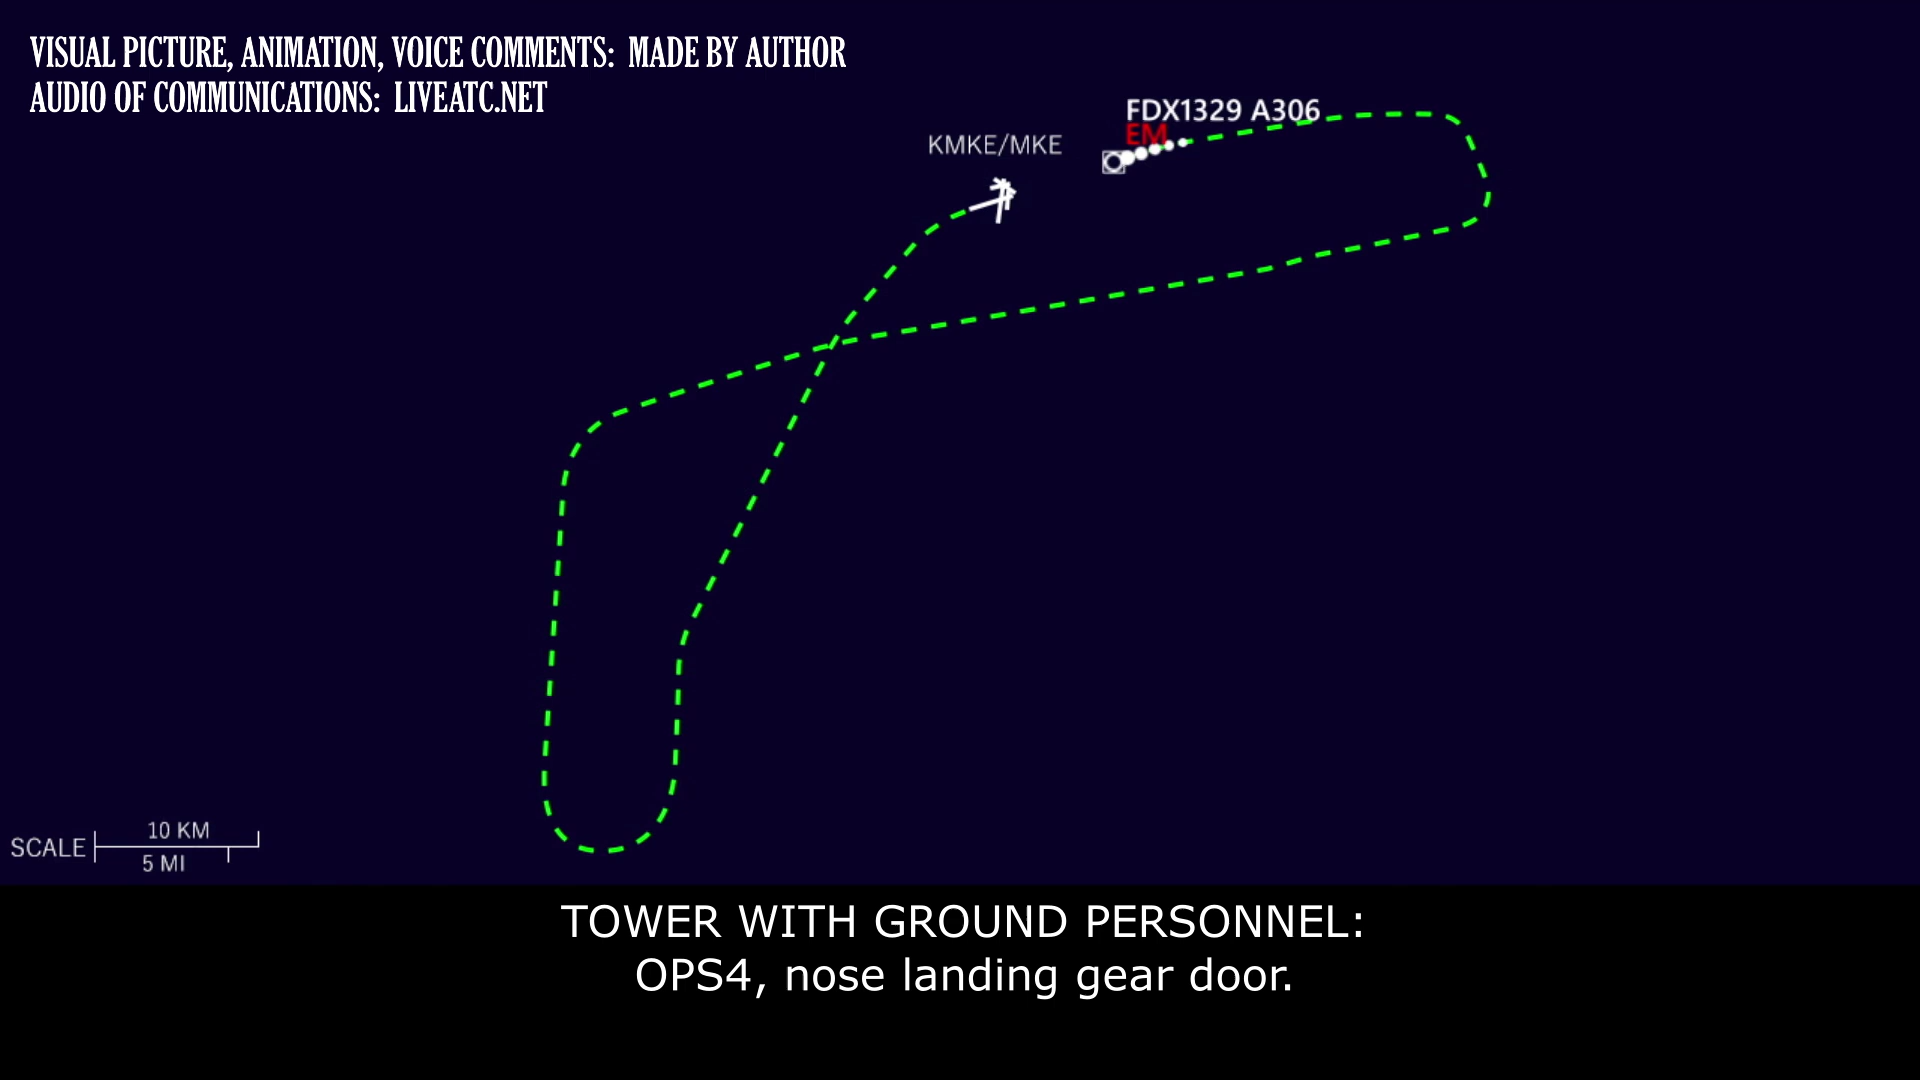 VISUAL PICTURE, ANIMATION, VOICE COMMENTS: MADE BY AUTHOR
AUDIO OF COMMUNICATIONS: LIVEATC.NET
FDX1329 A306
EM
KMKE/MKE
10 KM
SCALE
5 MI
TOWER WITH GROUND PERSONNEL:
OPS4, nose landing gear door.